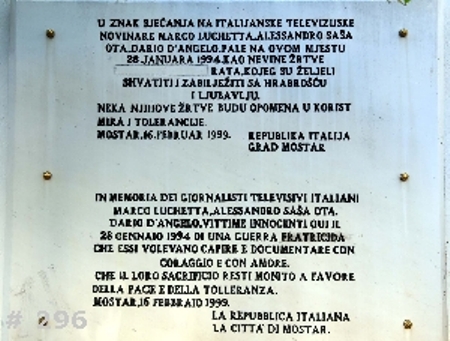 U ZNAK SJEĆANJA NA ITALIJANSKE TELEVIZIJSKE
NOVINARE MARCO LUCHETTA, ALESSANDRO SAŠA
OTA, DARIO D'ANGELO, PALE NA OVOM MJESTU
28 JANUARA 1994. KAO NEVINE ŽRTVE
RATA, KOJEG SU ŽELJELI
SHVATITI I ZABILJEŽITI SA HRABROŠĆU
I LJUBAVLJU.
NEKA NJIHOVE ŽRTVE BUDU OPOMENA U KORIST
MIRA I TOLERANCIJE.
MOSTAR, 16. FEBRUAR 1999. REPUBLIKA ITALIJA
GRAD MOSTAR
IN MEMORIA DEI GIORNALISTI TELEVISIVI ITALIANI
MARCO LUCHETTA, ALESSANDRO SAŠA OTA,
DARIO D'ANGELO, VITTIME INNOCENTI QUI IL
28 GENNAIO 1994 DI UNA GUERRA FRATRICIDA
CHE ESSI VOLEVANO CAPIRE E DOCUMENTARE CON
CORAGGIO E CON AMORE.
CHE IL LORO SACRIFICIO RESTI MONITO A FAVORE
DELLA PACE E DELLA TOLLERANZA.
MOSTAR, 16 FEBBRAIO 1999.
LA REPUBBLICA ITALIANA
LA CITTÀ DI MOSTAR.
# 296